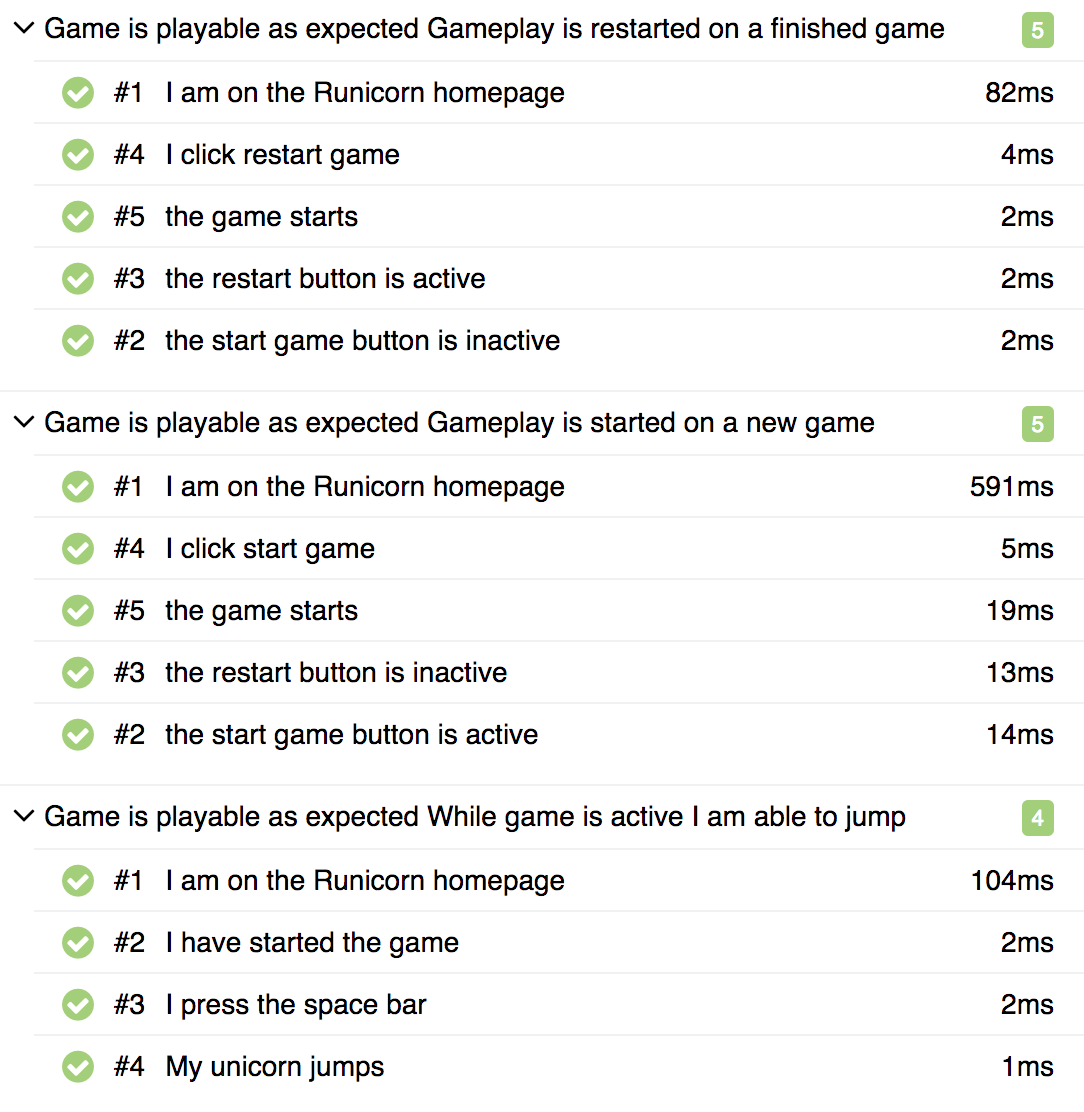 Game is playable as expected Gameplay is restarted on a finished game 5
#1 I am on the Runicorn homepage 82ms
#4 I click restart game 4ms
#5 the game starts 2ms
#3 the restart button is active 2ms
#2 the start game button is inactive 2ms
Game is playable as expected Gameplay is started on a new game 5
#1 I am on the Runicorn homepage 591ms
#4 I click start game 5ms
#5 the game starts 19ms
#3 the restart button is inactive 13ms
#2 the start game button is active 14ms
Game is playable as expected While game is active I am able to jump 4
#1 I am on the Runicorn homepage 104ms
#2 I have started the game 2ms
#3 I press the space bar 2ms
#4 My unicorn jumps 1ms